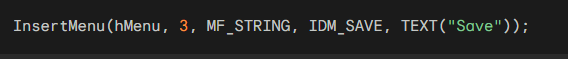 InsertMenu(hMenu, 3, MF_STRING, IDM_SAVE, TEXT("Save"));